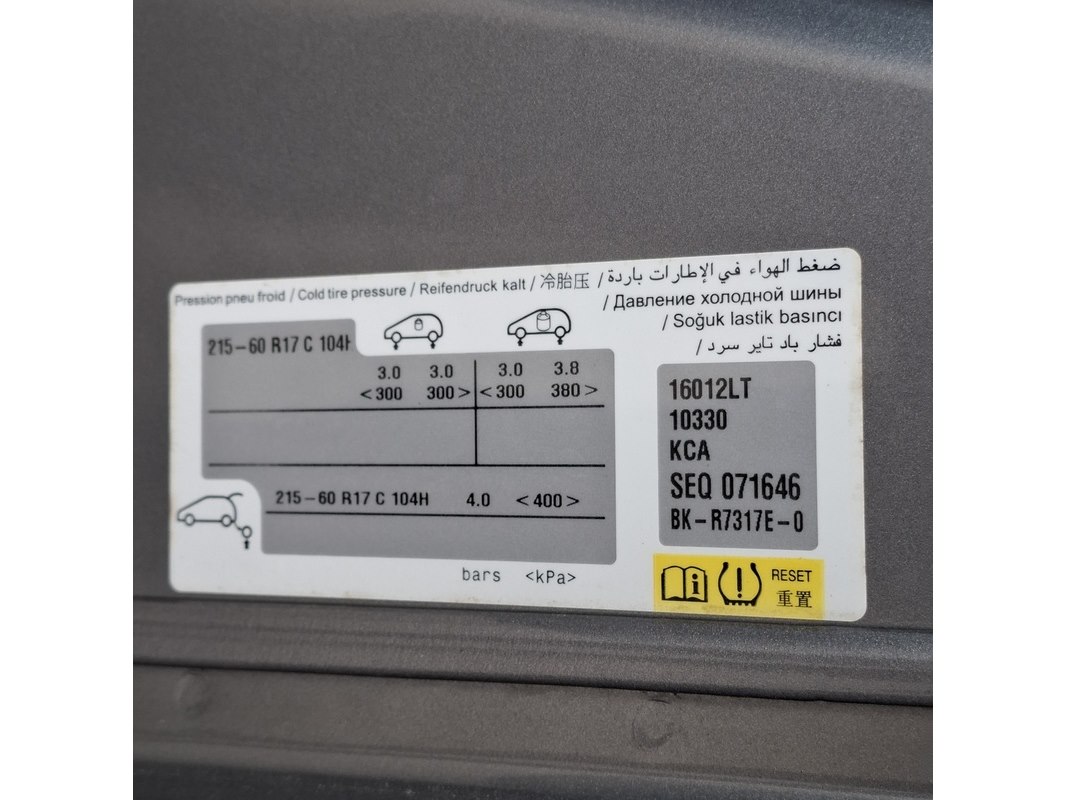 Pression pneu froid / Cold tire pressure / Reifendruck kalt / 冷胎压 / ضغط الهواء في الإطارات باردة
/ Давление холодной шины
/ Soğuk lastik basıncı
/ فشار باد تایر سرد
215-60 R17 C 104H
3.0 3.0 3.0 3.8
<300 300> <300 380>
215-60 R17 C 104H 4.0 <400>
bars <kPa>
16012LT
10330
KCA
SEQ 071646
BK-R7317E-0
RESET
重置